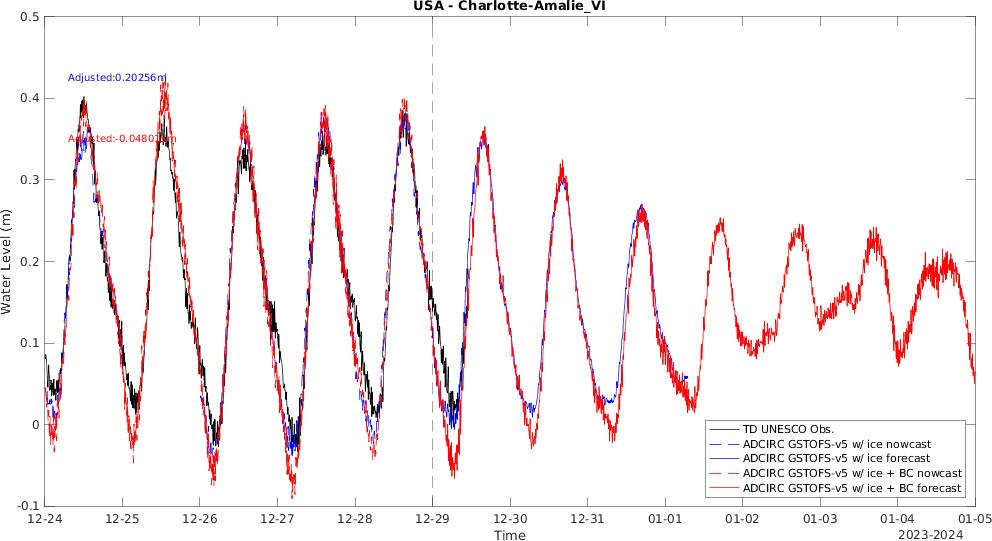 USA - Charlotte-Amalie_VI
0.5
0.4
0.3
0.2
0.1
0
-0.1
Water Level (m)
Adjusted:0.20256m
12-24
12-25
12-26
12-27
12-28
12-29
12-30
12-31
01-01
01-02
01-03
01-04
01-05
Time
2023-2024
TD UNESCO Obs.
ADCIRC GSTOFS-v5 w/ ice nowcast
ADCIRC GSTOFS-v5 w/ ice forecast
ADCIRC GSTOFS-v5 w/ ice + BC nowcast
ADCIRC GSTOFS-v5 w/ ice + BC forecast